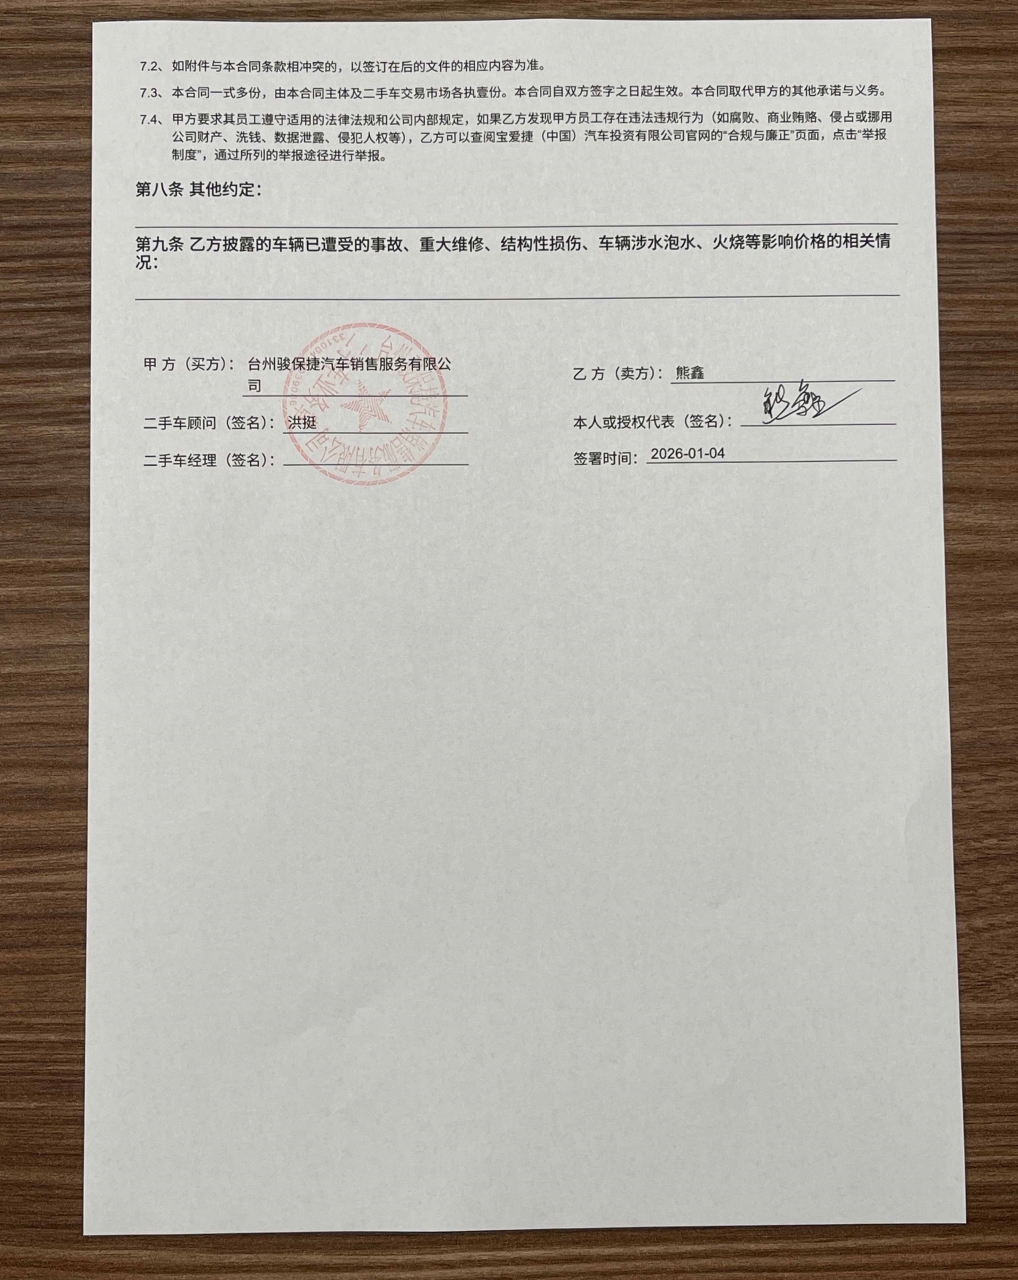 7.2、如附件与本合同条款相冲突的，以签订在后的文件的相应内容为准。
7.3、本合同一式多份，由本合同主体及二手车交易市场各执壹份。本合同自双方签字之日起生效。本合同取代甲方的其他承诺与义务。
7.4、甲方要求其员工遵守适用的法律法规和公司内部规定，如果乙方发现甲方员工存在违法违规行为（如腐败、商业贿赂、侵占或挪用
公司财产、洗钱、数据泄露、侵犯人权等），乙方可以查阅宝爱捷（中国）汽车投资有限公司官网的“合规与廉正”页面，点击“举报
制度”，通过所列的举报途径进行举报。
第八条 其他约定：
第九条 乙方披露的车辆已遭受的事故、重大维修、结构性损伤、车辆涉水泡水、火烧等影响价格的相关情
况：
甲 方（买方）： 台州骏保捷汽车销售服务有限公
司
二手车顾问（签名）： 洪挺
二手车经理（签名）：
乙 方（卖方）： 熊鑫
本人或授权代表（签名）：
签署时间： 2026-01-04